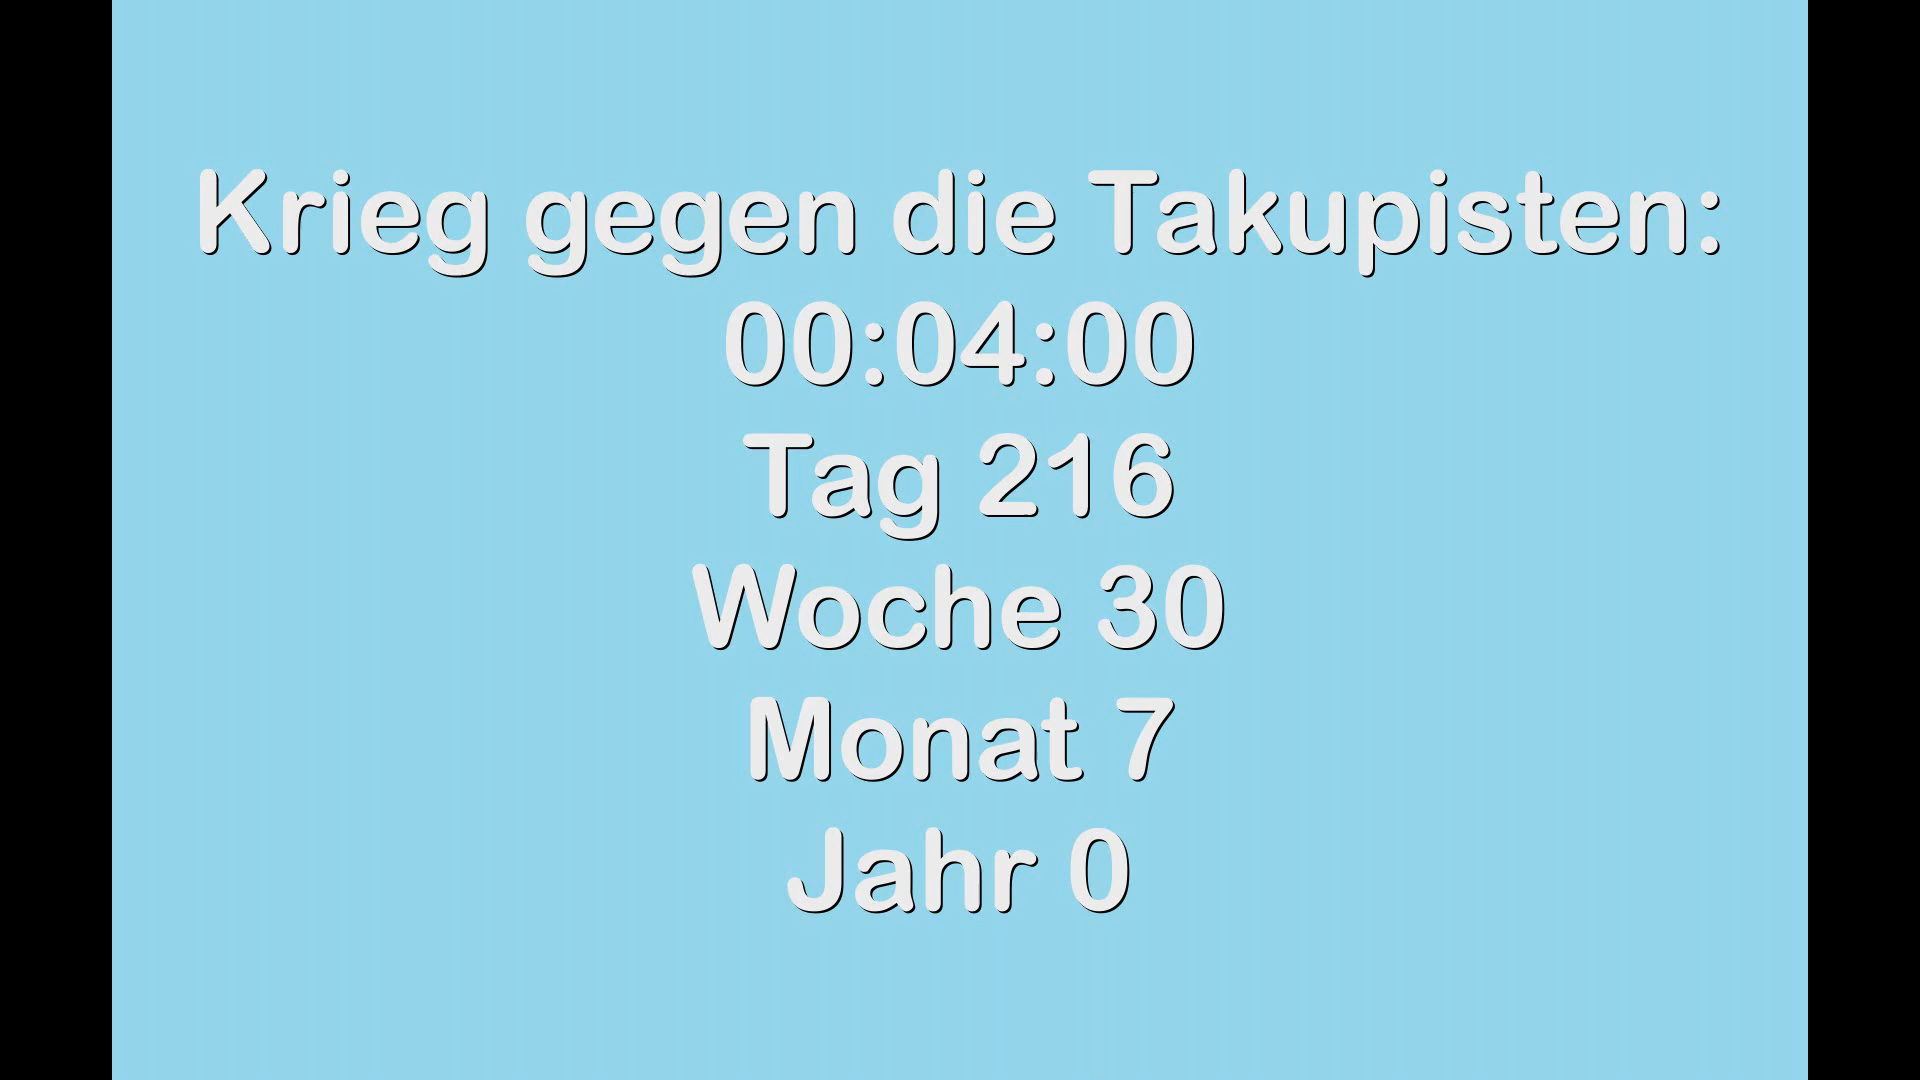 Krieg gegen die Takupisten:
00:04:00
Tag 216
Woche 30
Monat 7
Jahr 0